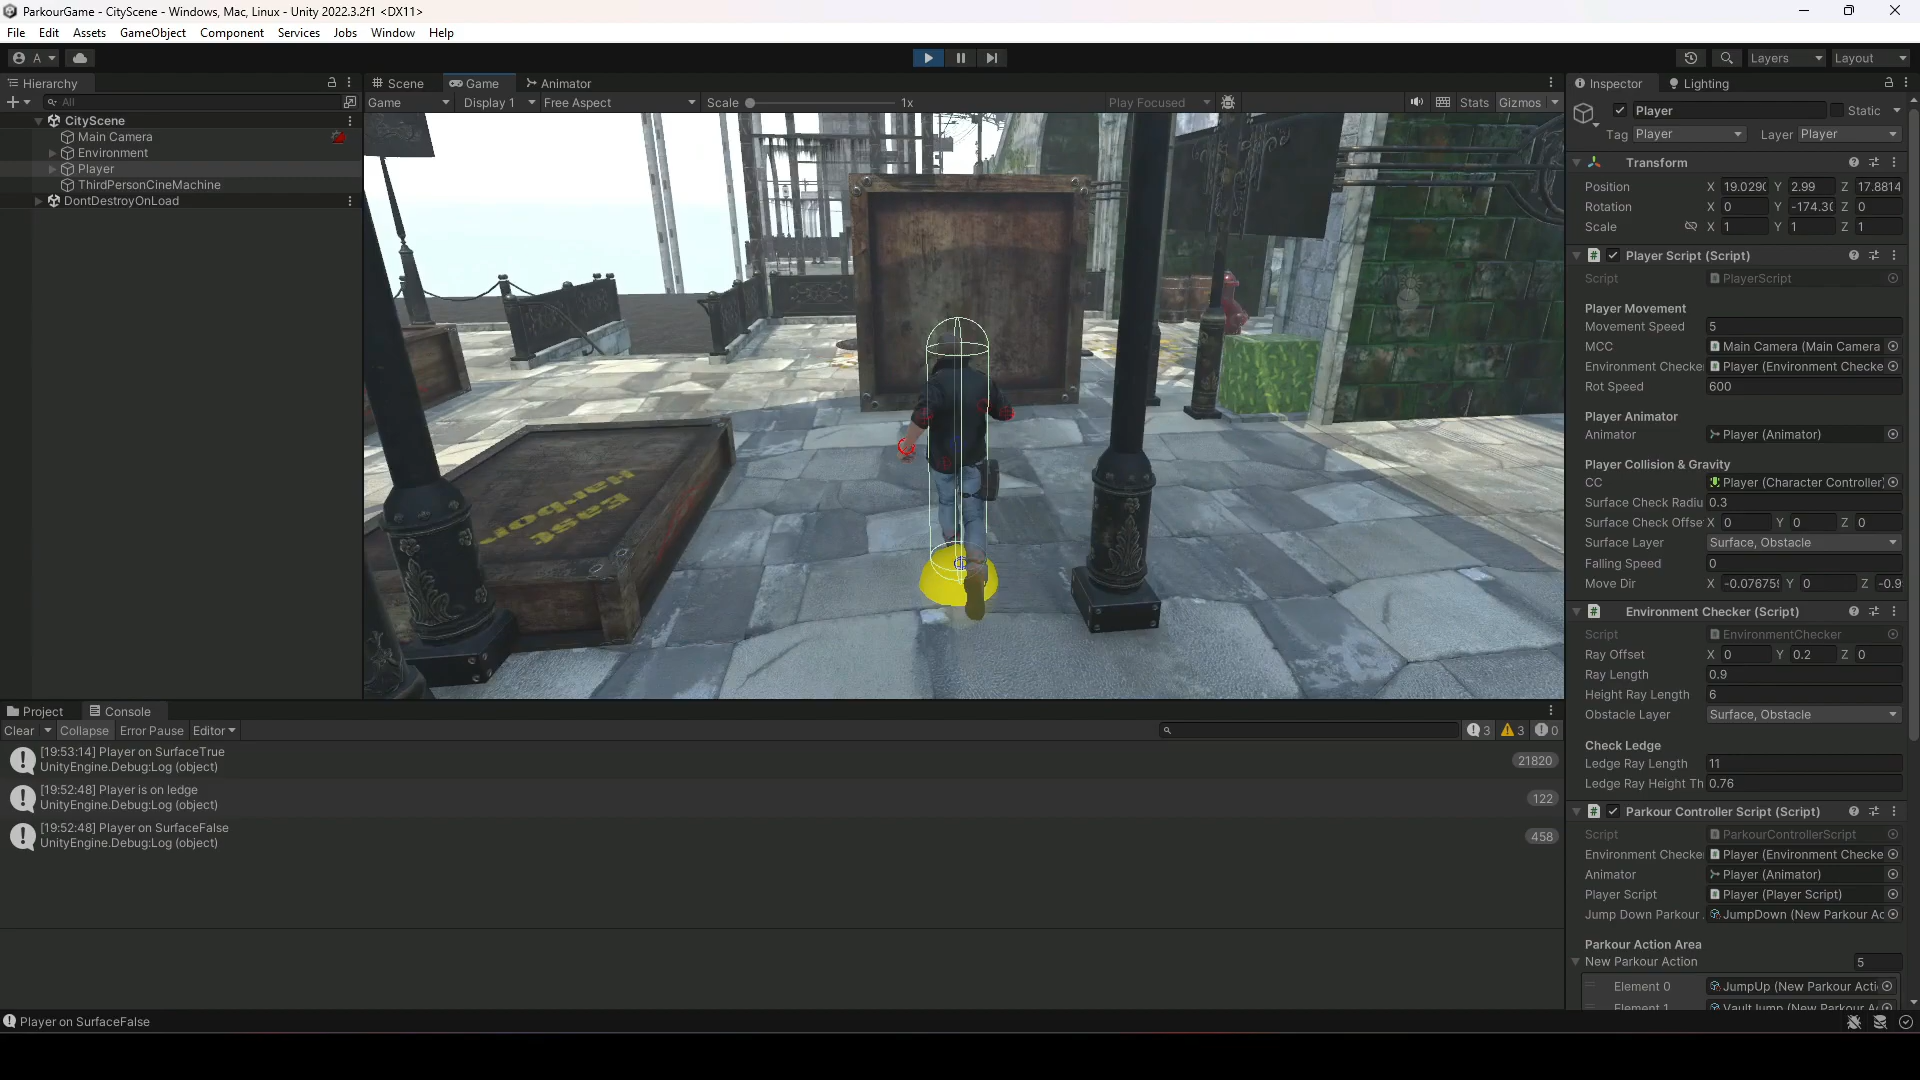 ParkourGame - CityScene - Windows, Mac, Linux - Unity 2022.3.2f1 <DX11>
File Edit Assets GameObject Component Services Jobs Window Help
A Layers Layout
Hierarchy
All
CityScene
Main Camera
Environment
Player
ThirdPersonCineMachine
DontDestroyOnLoad
Scene Game Animator
Game Display 1 Free Aspect Scale 1x Play Focused Stats Gizmos
East
Harbor
Inspector Lighting
Player Static
Tag Player Layer Player
Transform
Position X 19.029 Y 2.99 Z 17.8814
Rotation X 0 Y -174.30 Z 0
Scale X 1 Y 1 Z 1
Player Script (Script)
Script PlayerScript
Player Movement
Movement Speed 5
MCC Main Camera (Main Camera
Environment Checke Player (Environment Checke
Rot Speed 600
Player Animator
Animator Player (Animator)
Player Collision & Gravity
CC Player (Character Controller)
Surface Check Radiu 0.3
Surface Check Offse X 0 Y 0 Z 0
Surface Layer Surface, Obstacle
Falling Speed 0
Move Dir X -0.07675 Y 0 Z -0.9
Environment Checker (Script)
Script EnvironmentChecker
Ray Offset X 0 Y 0.2 Z 0
Ray Length 0.9
Height Ray Length 6
Obstacle Layer Surface, Obstacle
Check Ledge
Ledge Ray Length 11
Ledge Ray Height Th 0.76
Parkour Controller Script (Script)
Script ParkourControllerScript
Environment Checke Player (Environment Checke
Animator Player (Animator)
Player Script Player (Player Script)
Jump Down Parkour JumpDown (New Parkour Ac
Parkour Action Area
New Parkour Action 5
Element 0 JumpUp (New Parkour Acti
Element 1 VaultJump (New Parkour A
Project Console
Clear Collapse Error Pause Editor 3 3 0
[19:53:14] Player on SurfaceTrue
UnityEngine.Debug:Log (object)
21820
[19:52:48] Player is on ledge
UnityEngine.Debug:Log (object)
122
[19:52:48] Player on SurfaceFalse
UnityEngine.Debug:Log (object)
458
Player on SurfaceFalse